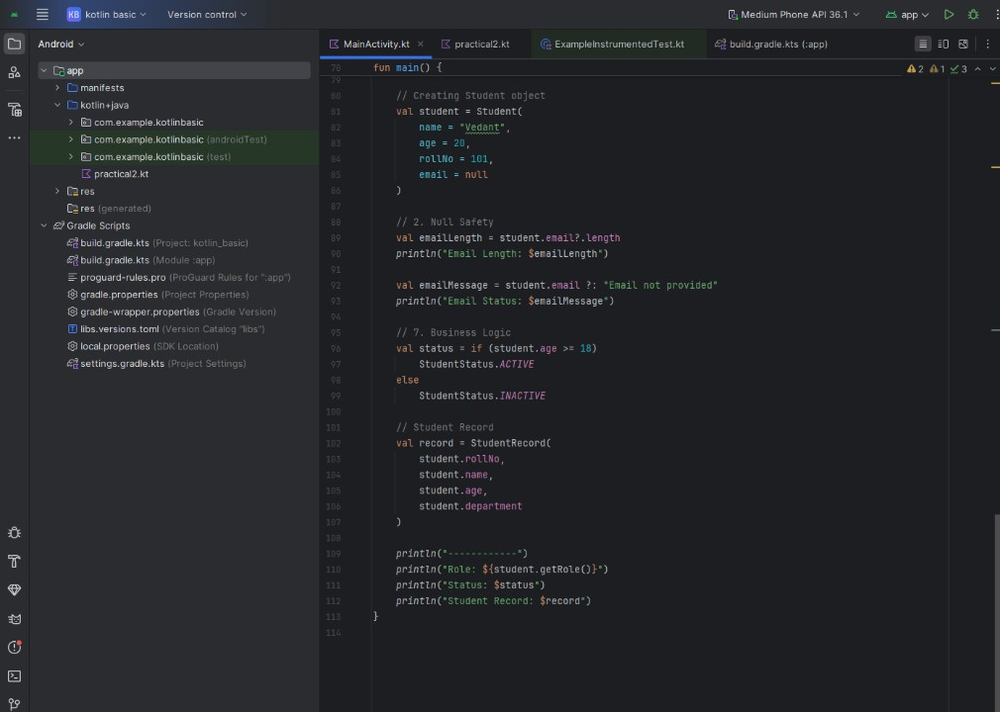 KB kotlin basic
Version control
Medium Phone API 36.1
app
Android
MainActivity.kt
practical2.kt
ExampleInstrumentedTest.kt
build.gradle.kts (:app)
app
manifests
kotlin+java
com.example.kotlinbasic
com.example.kotlinbasic (androidTest)
com.example.kotlinbasic (test)
practical2.kt
res
res (generated)
Gradle Scripts
build.gradle.kts (Project: kotlin_basic)
build.gradle.kts (Module :app)
proguard-rules.pro (ProGuard Rules for ":app")
gradle.properties (Project Properties)
gradle-wrapper.properties (Gradle Version)
libs.versions.toml (Version Catalog "libs")
local.properties (SDK Location)
settings.gradle.kts (Project Settings)
2 1 3
78 fun main() {
79
80 // Creating Student object
81 val student = Student(
82 name = "Vedant",
83 age = 20,
84 rollNo = 101,
85 email = null
86 )
87
88 // 2. Null Safety
89 val emailLength = student.email?.length
90 println("Email Length: $emailLength")
91
92 val emailMessage = student.email ?: "Email not provided"
93 println("Email Status: $emailMessage")
94
95 // 7. Business Logic
96 val status = if (student.age >= 18)
97 StudentStatus.ACTIVE
98 else
99 StudentStatus.INACTIVE
100
101 // Student Record
102 val record = StudentRecord(
103 student.rollNo,
104 student.name,
105 student.age,
106 student.department
107 )
108
109 println("------------")
110 println("Role: ${student.getRole()}")
111 println("Status: $status")
112 println("Student Record: $record")
113 }
114